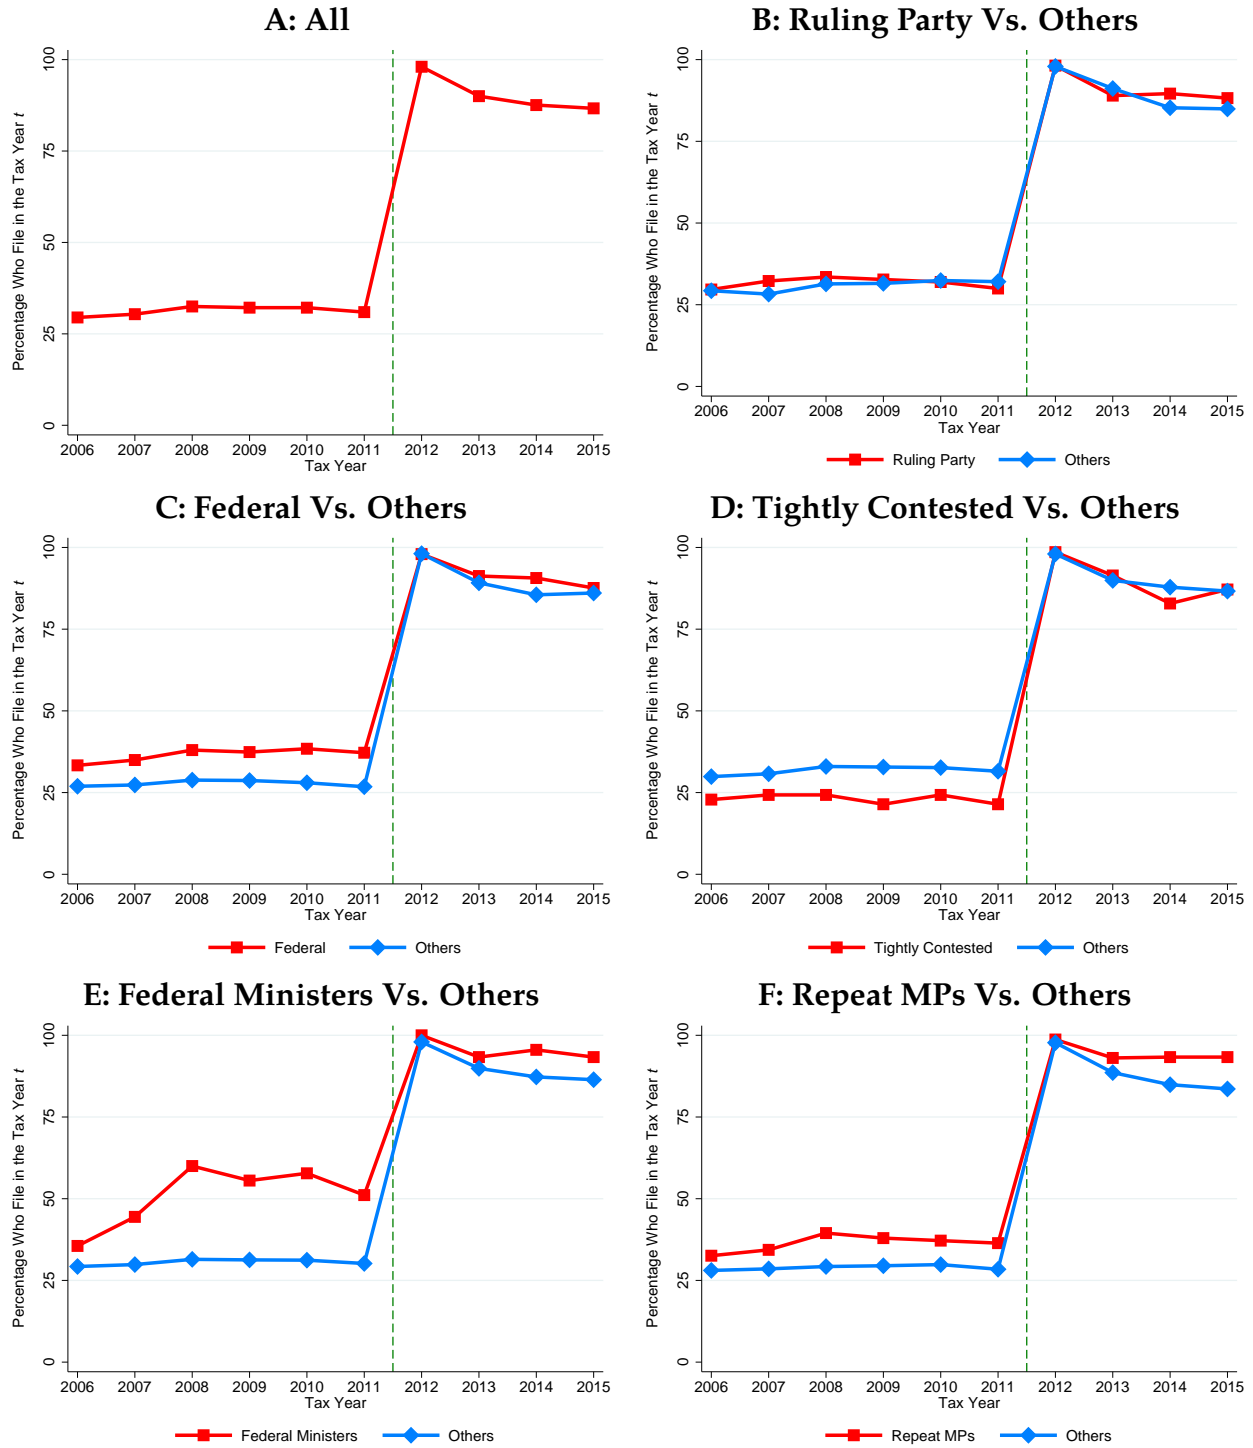 A: All
Percentage Who File in the Tax Year t
100
75
50
25
0
2006 2007 2008 2009 2010 2011 2012 2013 2014 2015
Tax Year
B: Ruling Party Vs. Others
Percentage Who File in the Tax Year t
100
75
50
25
0
2006 2007 2008 2009 2010 2011 2012 2013 2014 2015
Tax Year
Ruling Party Others
C: Federal Vs. Others
Percentage Who File in the Tax Year t
100
75
50
25
0
2006 2007 2008 2009 2010 2011 2012 2013 2014 2015
Tax Year
Federal Others
D: Tightly Contested Vs. Others
Percentage Who File in the Tax Year t
100
75
50
25
0
2006 2007 2008 2009 2010 2011 2012 2013 2014 2015
Tax Year
Tightly Contested Others
E: Federal Ministers Vs. Others
Percentage Who File in the Tax Year t
100
75
50
25
0
2006 2007 2008 2009 2010 2011 2012 2013 2014 2015
Tax Year
Federal Ministers Others
F: Repeat MPs Vs. Others
Percentage Who File in the Tax Year t
100
75
50
25
0
2006 2007 2008 2009 2010 2011 2012 2013 2014 2015
Tax Year
Repeat MPs Others